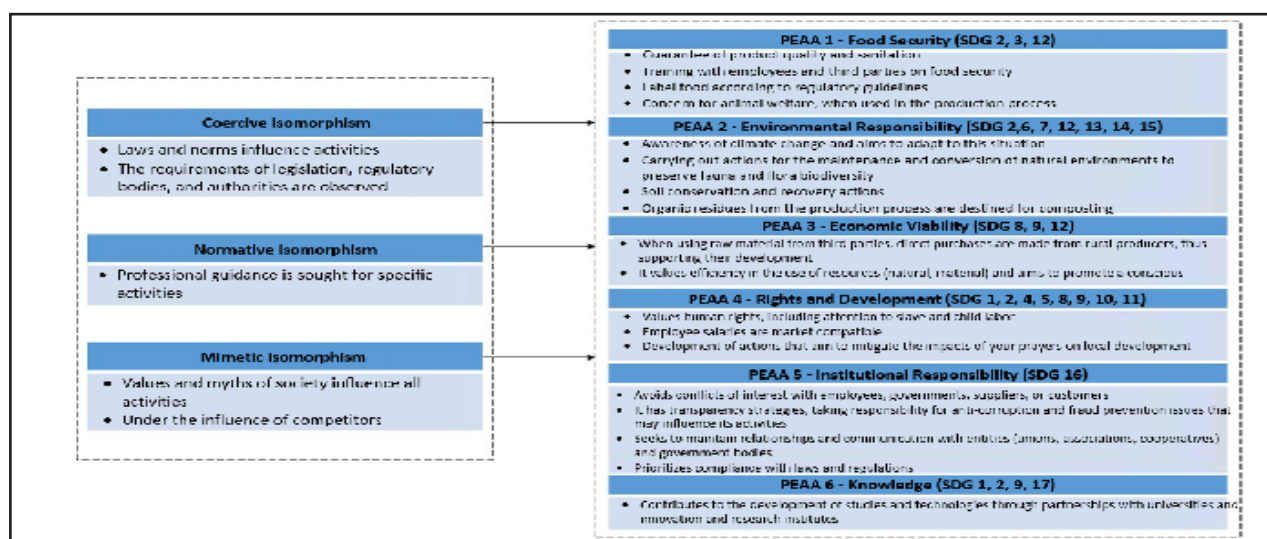 Coercive Isomorphism
Laws and norms influence activities
The requirements of legislation, regulatory
bodies, and authorities are observed
Normative Isomorphism
Professional guidance is sought for specific
activities
Mimetic Isomorphism
Values and myths of society influence all
activities
Under the influence of competitors
PEAA 1 - Food Security (SDG 2, 3, 12)
Guarantee of product quality and sanitation
Training with employees and third parties on food security
Label food according to regulatory guidelines
Concern for animal welfare, when used in the production process
PEAA 2 - Environmental Responsibility (SDG 2,6, 7, 12, 13, 14, 15)
Awareness of climate change and aims to adapt to this situation
Carrying out actions for the maintenance and conversion of natural environments to
preserve fauna and flora biodiversity
Soil conservation and recovery actions
Organic residues from the production process are destined for composting
PEAA 3 - Economic Viability (SDG 8, 9, 12)
When using raw material from third parties, direct purchases are made from rural producers, thus
supporting their development
It values efficiency in the use of resources (natural, material) and aims to promote a conscious
PEAA 4 - Rights and Development (SDG 1, 2, 4, 5, 8, 9, 10, 11)
Values human rights, including attention to slave and child labor
Employee salaries are market compatible
Development of actions that aim to mitigate the impacts of your prayers on local development
PEAA 5 - Institutional Responsibility (SDG 16)
Avoids conflicts of interest with employees, governments, suppliers, or customers
It has transparency strategies, taking responsibility for anti-corruption and fraud prevention issues that
may influence its activities
Seeks to maintain relationships and communication with entities (unions, associations, cooperatives)
and government bodies
Prioritizes compliance with laws and regulations
PEAA 6 - Knowledge (SDG 1, 2, 9, 17)
Contributes to the development of studies and technologies through partnerships with universities and
innovation and research institutes